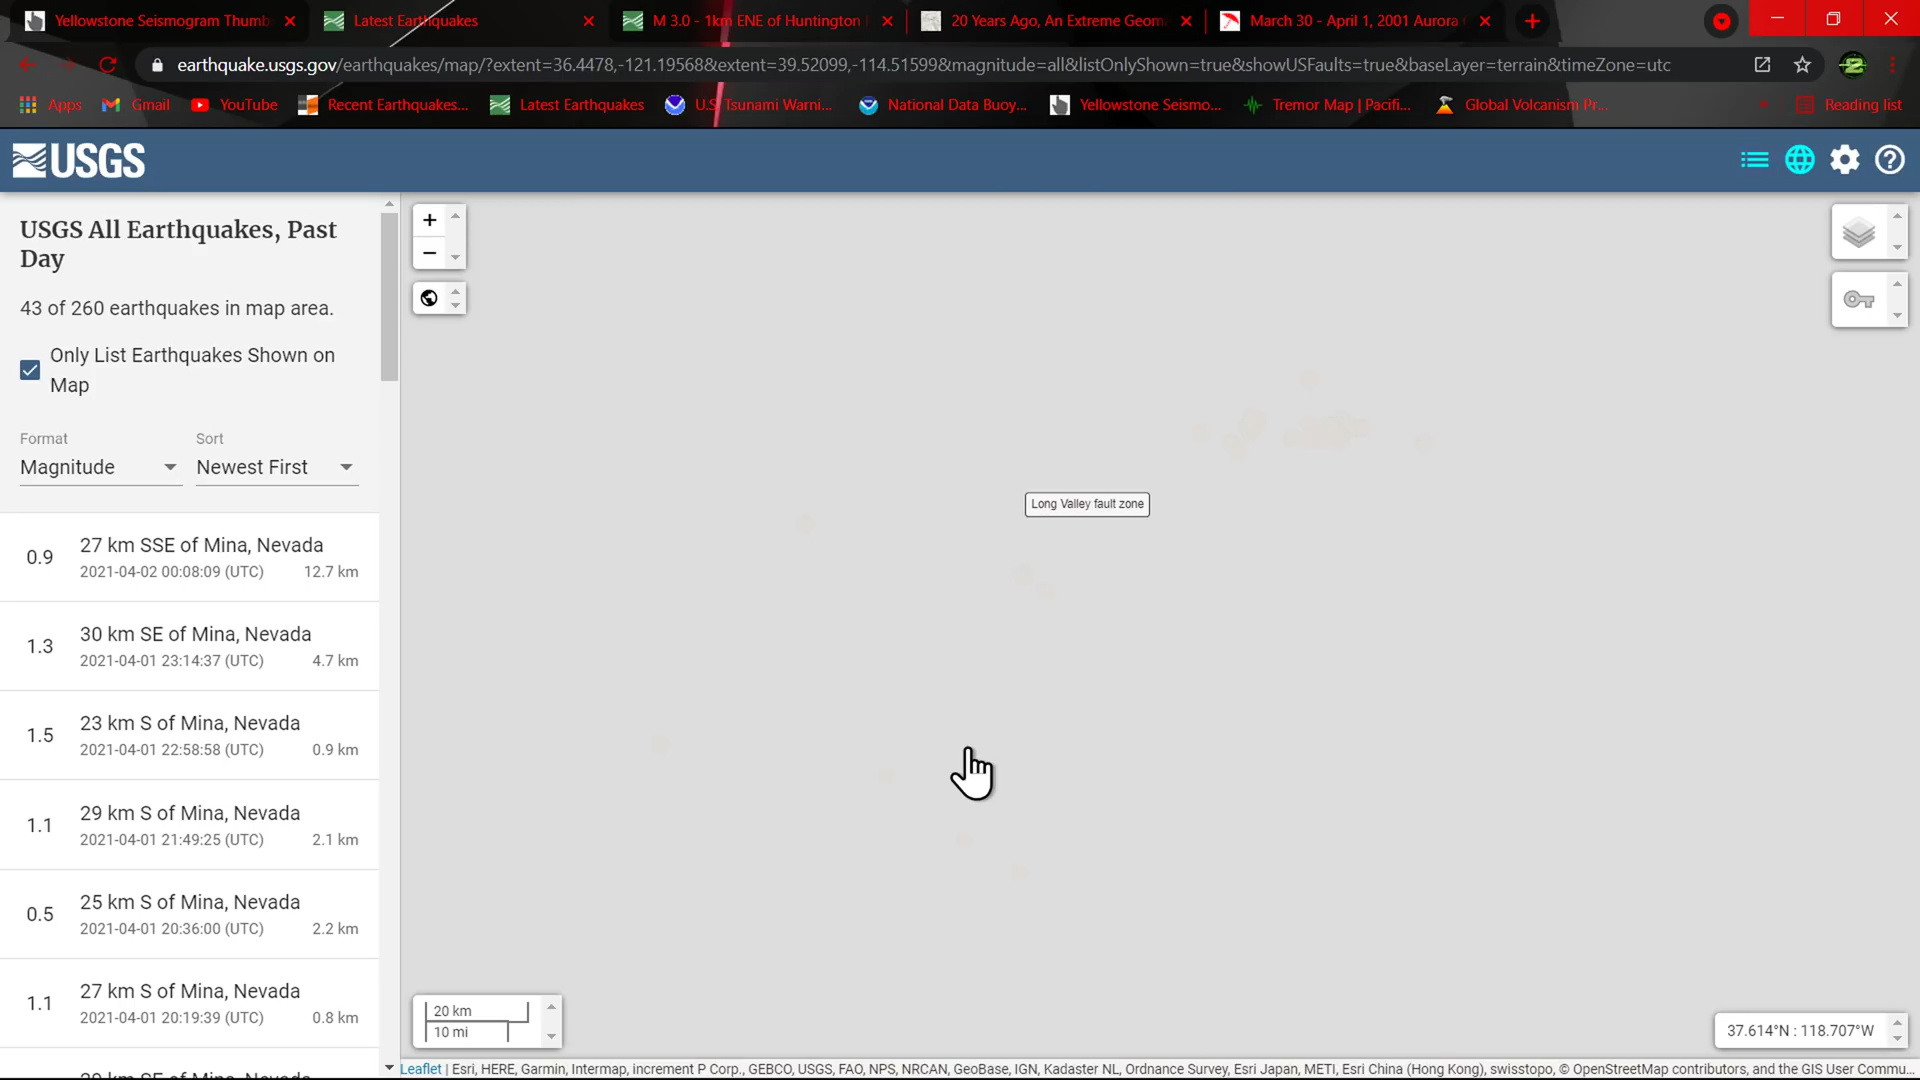 Yellowstone Seismogram Thumb
Latest Earthquakes
M 3.0 - 1km ENE of Huntington
20 Years Ago, An Extreme Geom
March 30 - April 1, 2001 Aurora
earthquake.usgs.gov/earthquakes/map/?extent=36.4478,-121.19568&extent=39.52099,-114.51599&magnitude=all&listOnlyShown=true&showUSFaults=true&baseLayer=terrain&timeZone=utc
Apps
Gmail
YouTube
Recent Earthquakes...
Latest Earthquakes
U.S. Tsunami Warni...
National Data Buoy...
Yellowstone Seismo...
Tremor Map | Pacifi...
Global Volcanism Pr...
Reading list
USGS
USGS All Earthquakes, Past
Day
43 of 260 earthquakes in map area.
Only List Earthquakes Shown on
Map
Format
Sort
Magnitude
Newest First
0.9 27 km SSE of Mina, Nevada
2021-04-02 00:08:09 (UTC) 12.7 km
1.3 30 km SE of Mina, Nevada
2021-04-01 23:14:37 (UTC) 4.7 km
1.5 23 km S of Mina, Nevada
2021-04-01 22:58:58 (UTC) 0.9 km
1.1 29 km S of Mina, Nevada
2021-04-01 21:49:25 (UTC) 2.1 km
0.5 25 km S of Mina, Nevada
2021-04-01 20:36:00 (UTC) 2.2 km
1.1 27 km S of Mina, Nevada
2021-04-01 20:19:39 (UTC) 0.8 km
+
−
Long Valley fault zone
20 km
10 mi
37.614°N : 118.707°W
Leaflet | Esri, HERE, Garmin, Intermap, increment P Corp., GEBCO, USGS, FAO, NPS, NRCAN, GeoBase, IGN, Kadaster NL, Ordnance Survey, Esri Japan, METI, Esri China (Hong Kong), swisstopo, © OpenStreetMap contributors, and the GIS User Commu...